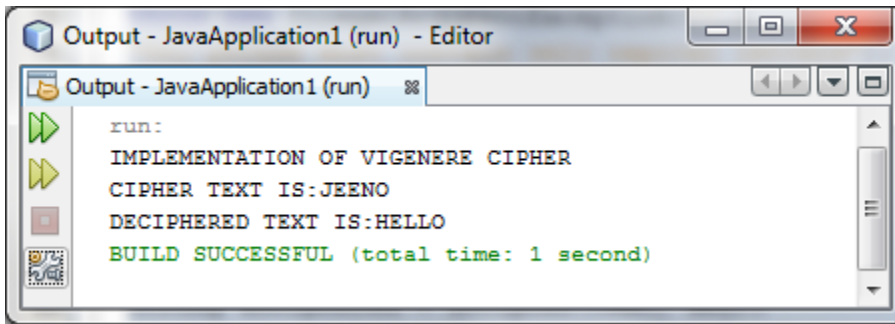 Output - JavaApplication1 (run) - Editor
Output - JavaApplication1 (run)
run:
IMPLEMENTATION OF VIGENERE CIPHER
CIPHER TEXT IS:JEENO
DECIPHERED TEXT IS:HELLO
BUILD SUCCESSFUL (total time: 1 second)